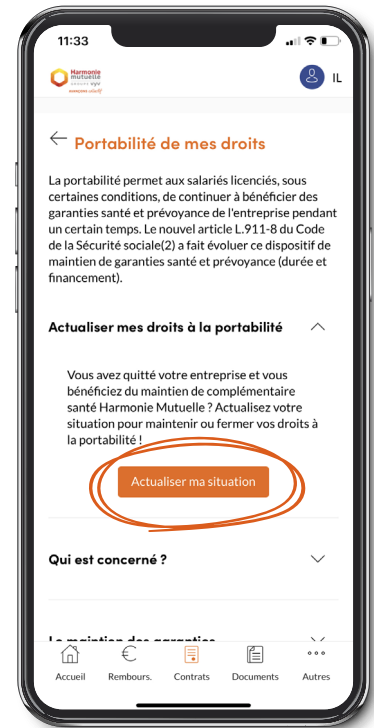 11:33
Harmonie
mutuelle
IL
Portabilité de mes droits
La portabilité permet aux salariés licenciés, sous
certaines conditions, de continuer à bénéficier des
garanties santé et prévoyance de l'entreprise pendant
un certain temps. Le nouvel article L.911-8 du Code
de la Sécurité sociale(2) a fait évoluer ce dispositif de
maintien de garanties santé et prévoyance (durée et
financement).
Actualiser mes droits à la portabilité
Vous avez quitté votre entreprise et vous
bénéficiez du maintien de complémentaire
santé Harmonie Mutuelle ? Actualisez votre
situation pour maintenir ou fermer vos droits à
la portabilité !
Actualiser ma situation
Qui est concerné ?
Le maintien des garanties
Accueil
Rembours.
Contrats
Documents
Autres